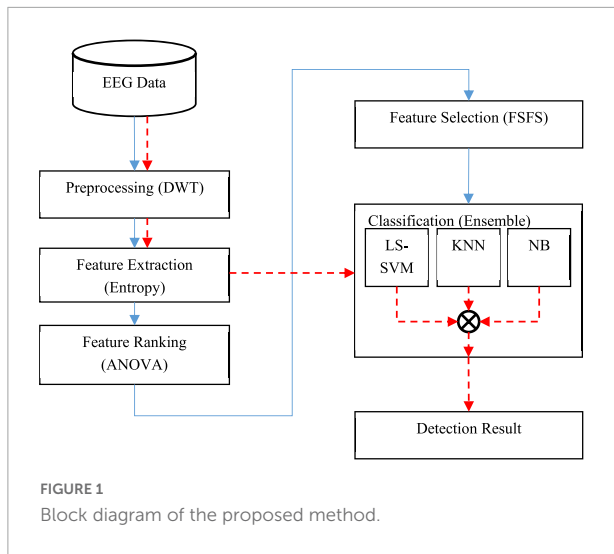 EEG Data
Preprocessing (DWT)
Feature Extraction
(Entropy)
Feature Ranking
(ANOVA)
Feature Selection (FSFS)
Classification (Ensemble)
LS-
SVM
KNN
NB
Detection Result
FIGURE 1
Block diagram of the proposed method.